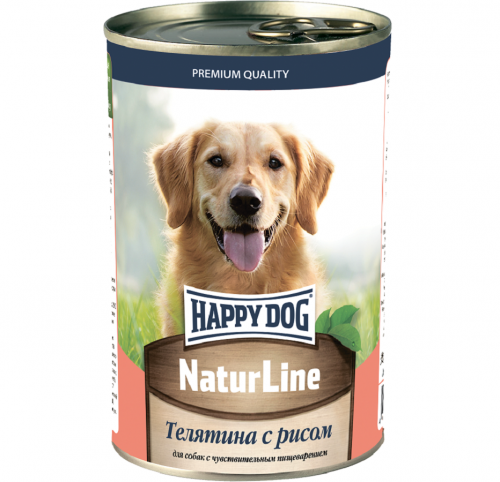 PREMIUM QUALITY
HAPPY DOG
NaturLine
Телятина с рисом
для собак с чувствительным пищеварением